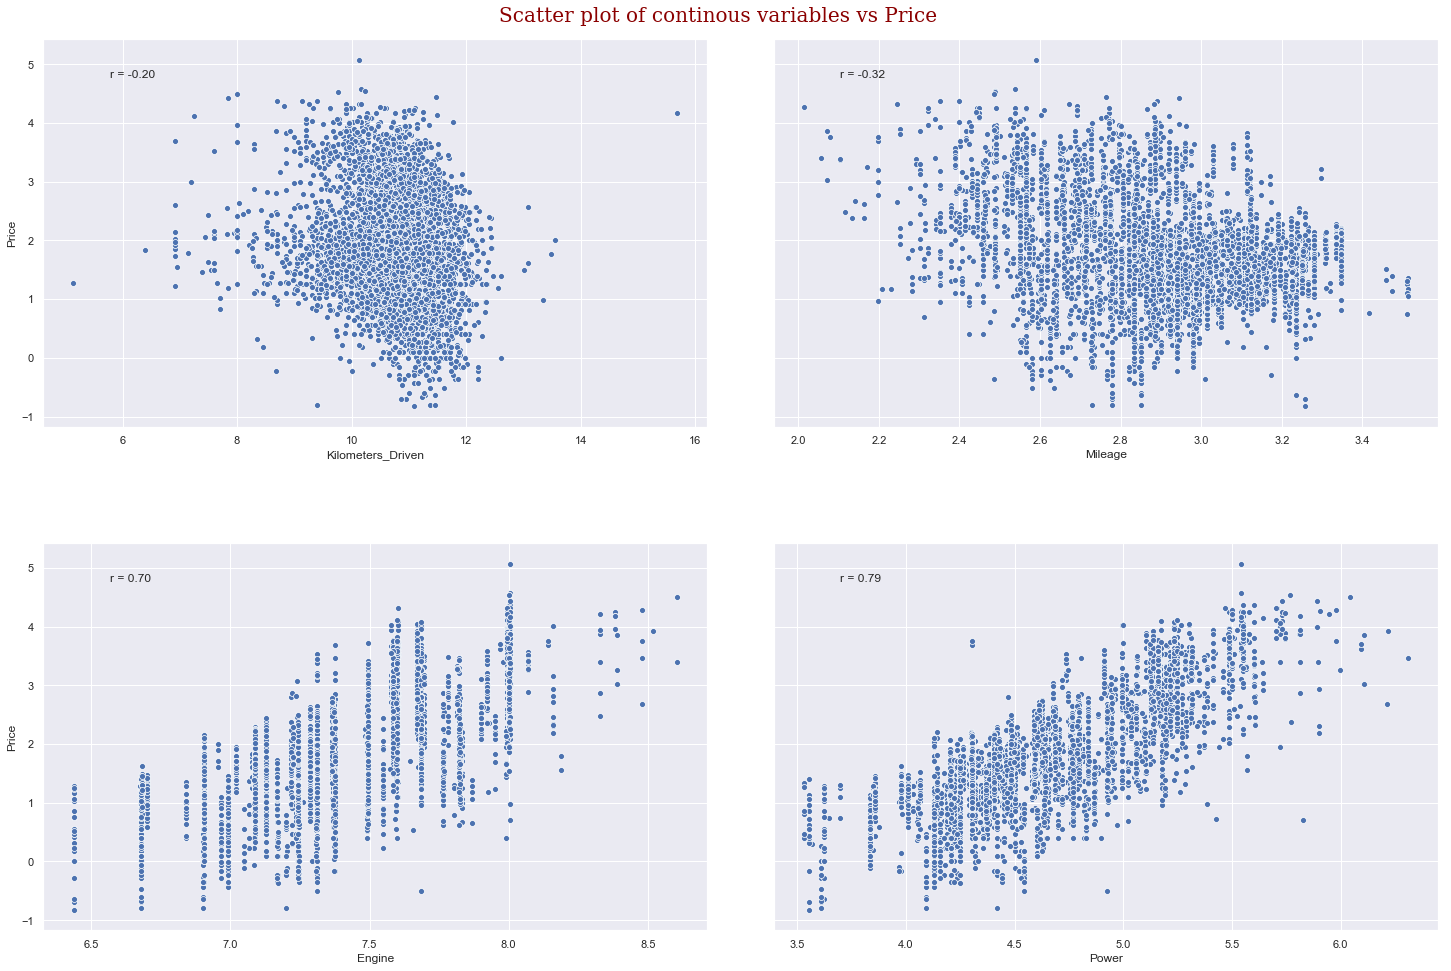 Scatter plot of continous variables vs Price
r = -0.20
r = -0.32
5
4
3
2
1
0
−1
Price
6 8 10 12 14 16
2.0 2.2 2.4 2.6 2.8 3.0 3.2 3.4
Kilometers_Driven
Mileage
r = 0.70
r = 0.79
5
4
3
2
1
0
−1
Price
6.5 7.0 7.5 8.0 8.5
3.5 4.0 4.5 5.0 5.5 6.0
Engine
Power